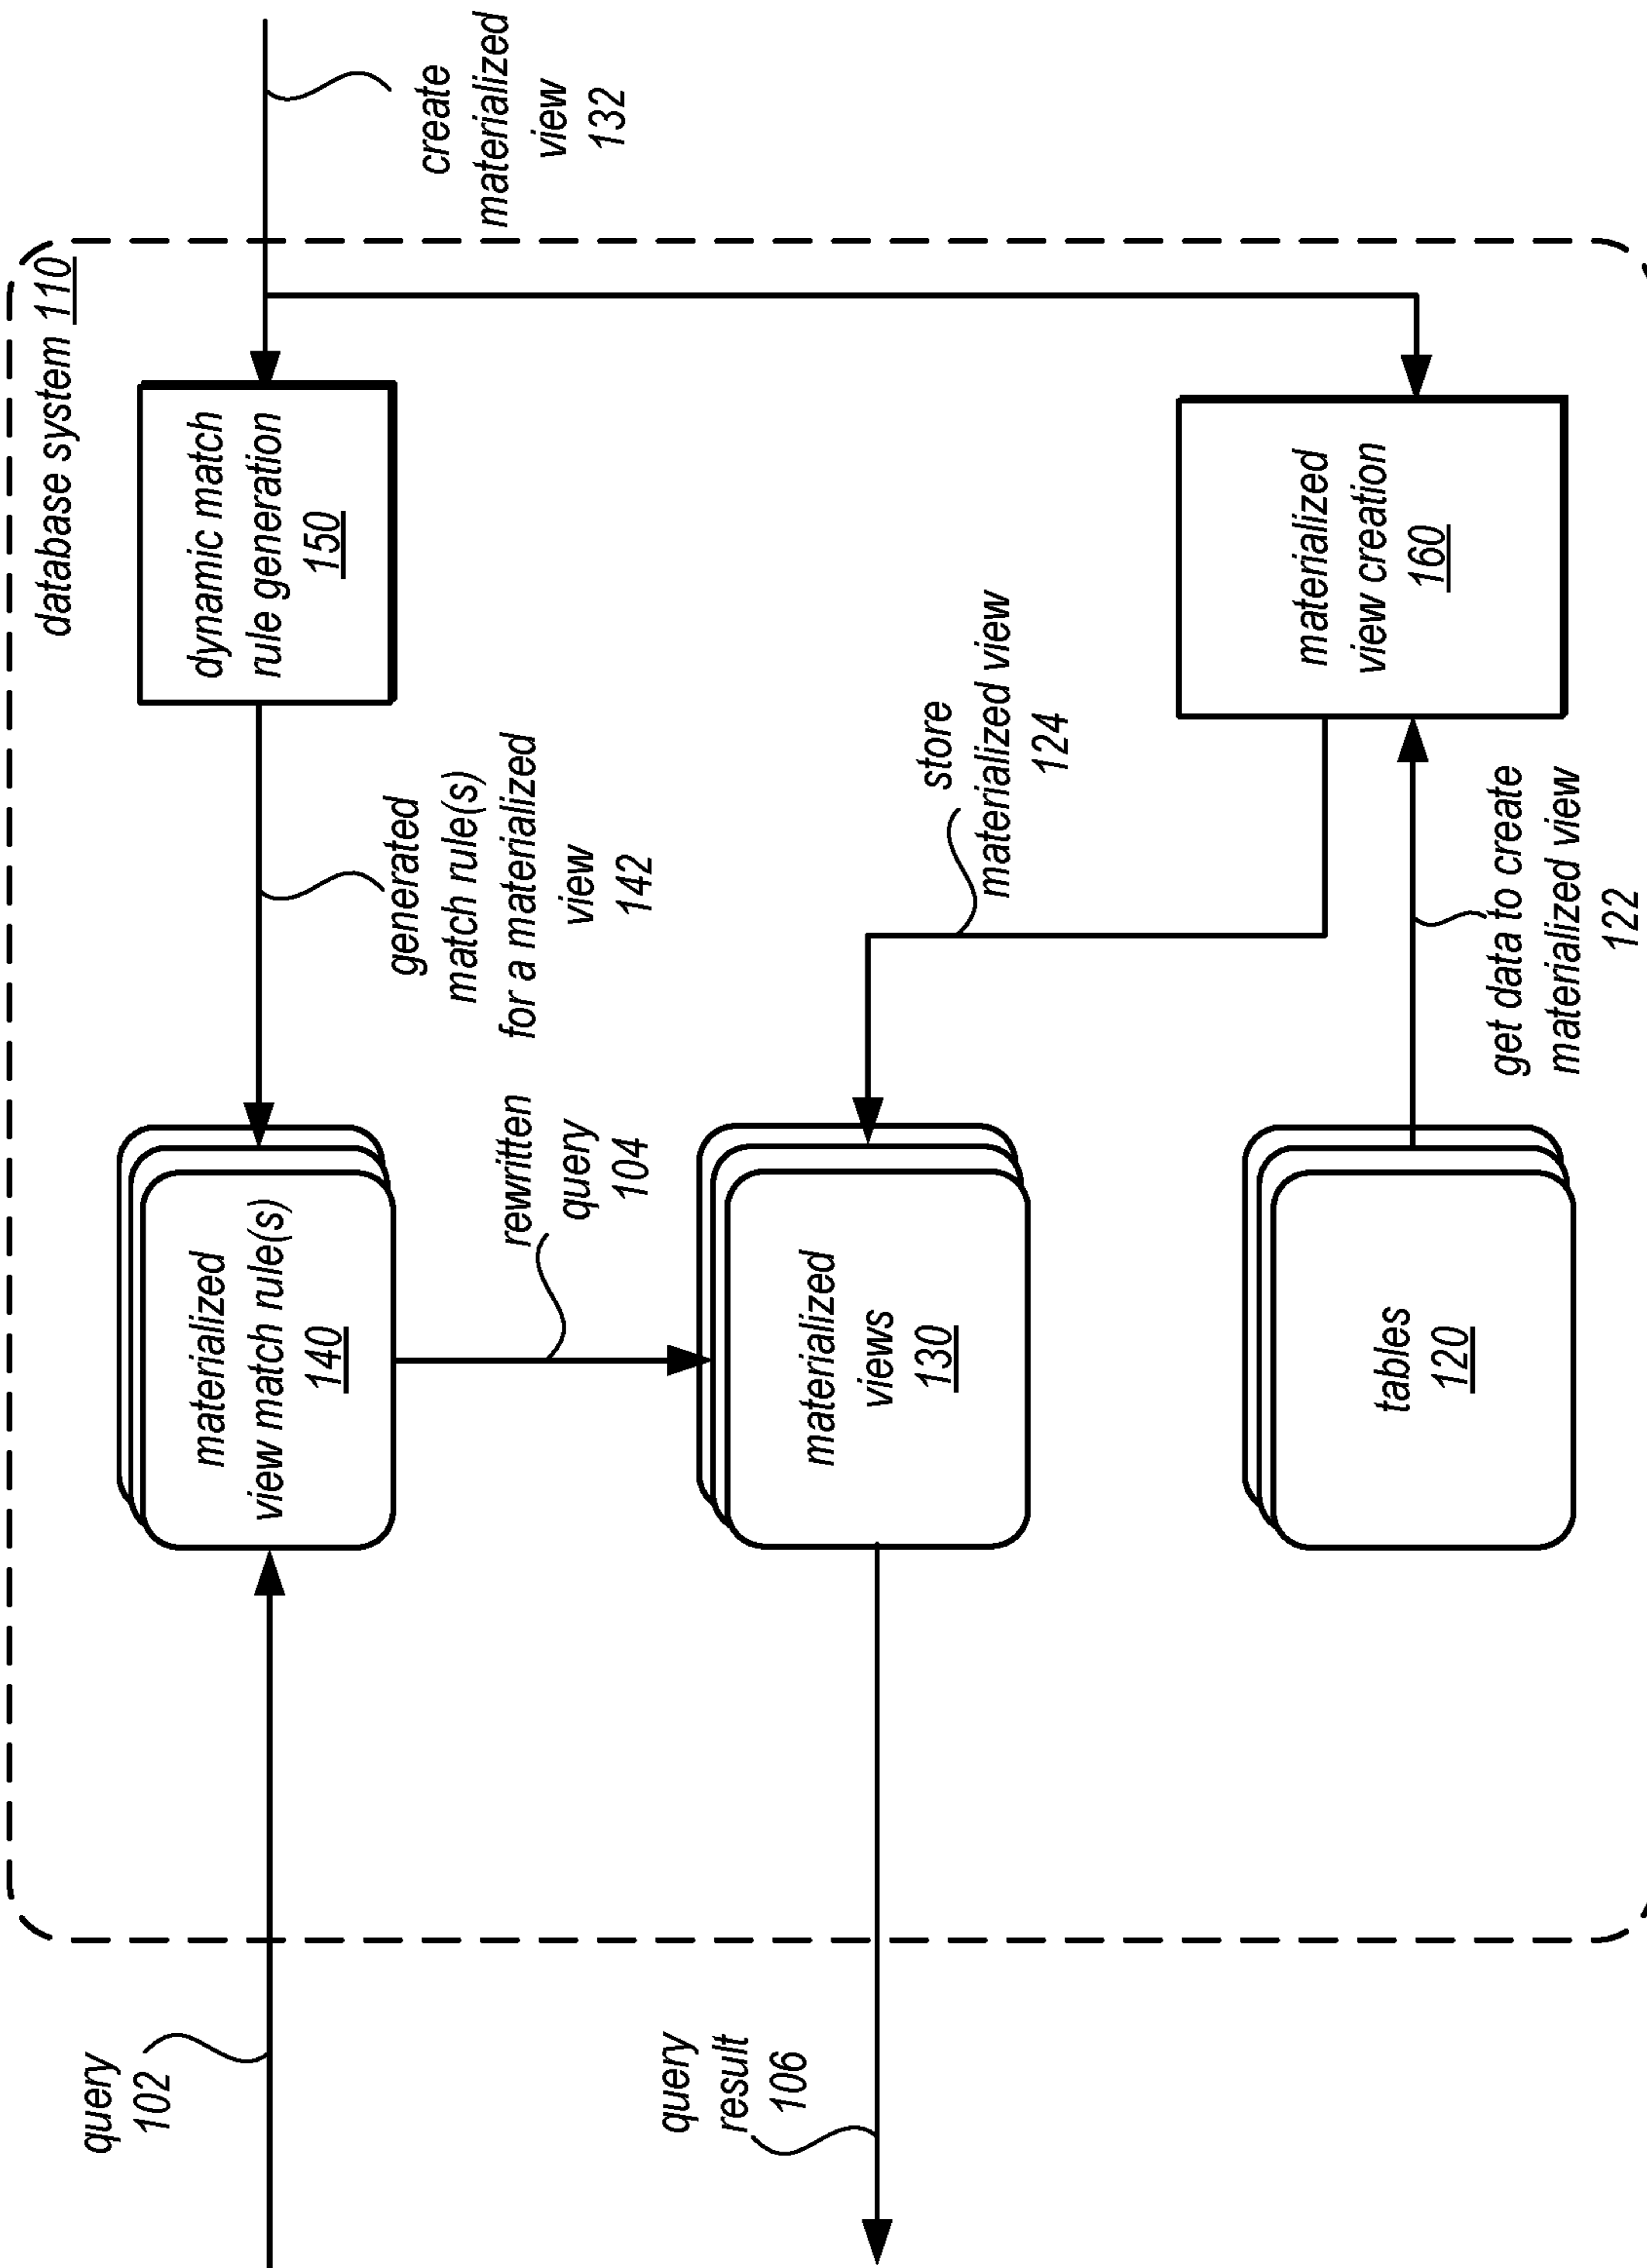 database system 110
query
102
materialized
view match rule(s)
140
dynamic match
rule generation
150
create
materialized
view
132
generated
match rule(s)
for a materialized
view
142
rewritten
query
104
query
result
106
materialized
views
130
store
materialized view
124
tables
120
materialized
view creation
160
get data to create
materialized view
122